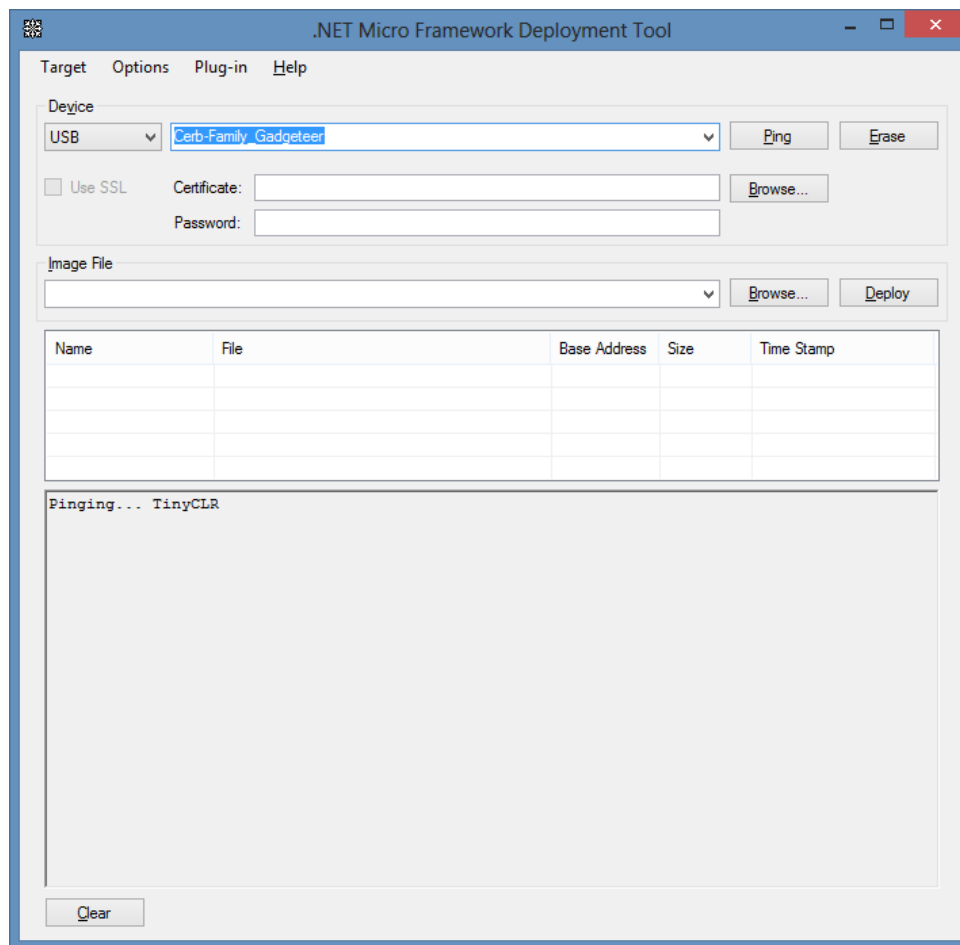 .NET Micro Framework Deployment Tool
Target Options Plug-in Help
Device
USB Cerb-Family_Gadgeteer Ping Erase
Use SSL Certificate: Browse...
Password:
Image File
Browse... Deploy
Name File Base Address Size Time Stamp
Pinging... TinyCLR
Clear